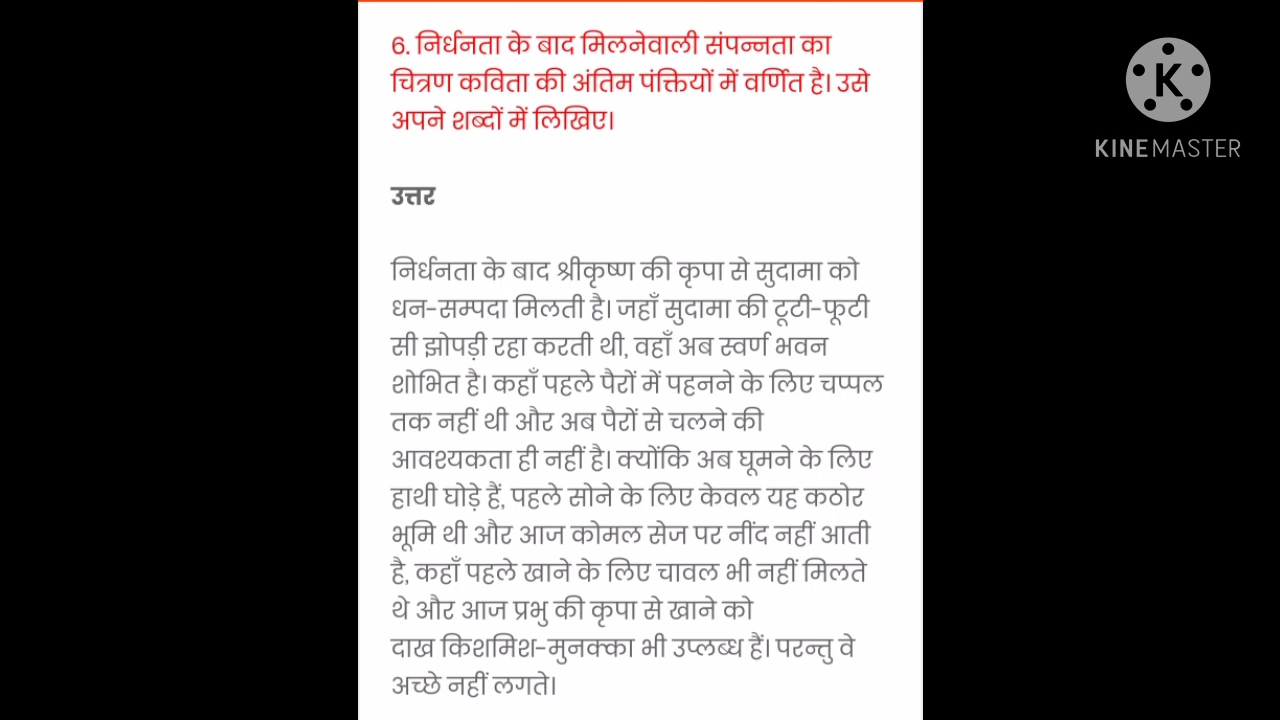 6. निर्धनता के बाद मिलनेवाली संपन्नता का
चित्रण कविता की अंतिम पंक्तियों में वर्णित है। उसे
अपने शब्दों में लिखिए।
उत्तर
निर्धनता के बाद श्रीकृष्ण की कृपा से सुदामा को
धन-सम्पदा मिलती है। जहाँ सुदामा की टूटी-फूटी
सी झोपड़ी रहा करती थी, वहाँ अब स्वर्ण भवन
शोभित है। कहाँ पहले पैरों में पहनने के लिए चप्पल
तक नहीं थी और अब पैरों से चलने की
आवश्यकता ही नहीं है। क्योंकि अब घूमने के लिए
हाथी घोड़े हैं, पहले सोने के लिए केवल यह कठोर
भूमि थी और आज कोमल सेज पर नींद नहीं आती
है, कहाँ पहले खाने के लिए चावल भी नहीं मिलते
थे और आज प्रभु की कृपा से खाने को
दाख किशमिश-मुनक्का भी उप्लब्ध हैं। परन्तु वे
अच्छे नहीं लगते।
K
KINEMASTER